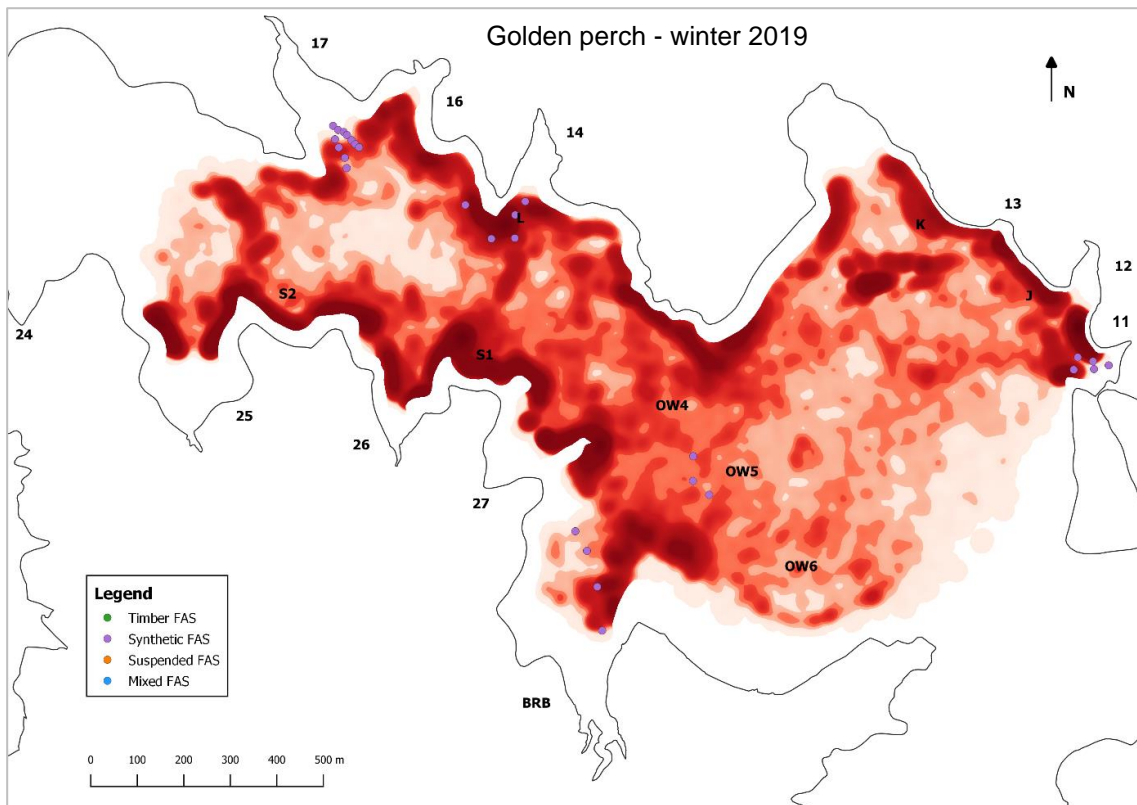 Golden perch - winter 2019
17
16
14
N
13
12
11
K
L
J
S2
24
S1
25
OW4
26
OW5
27
OW6
BRB
Legend
Timber FAS
Synthetic FAS
Suspended FAS
Mixed FAS
0 100 200 300 400 500 m